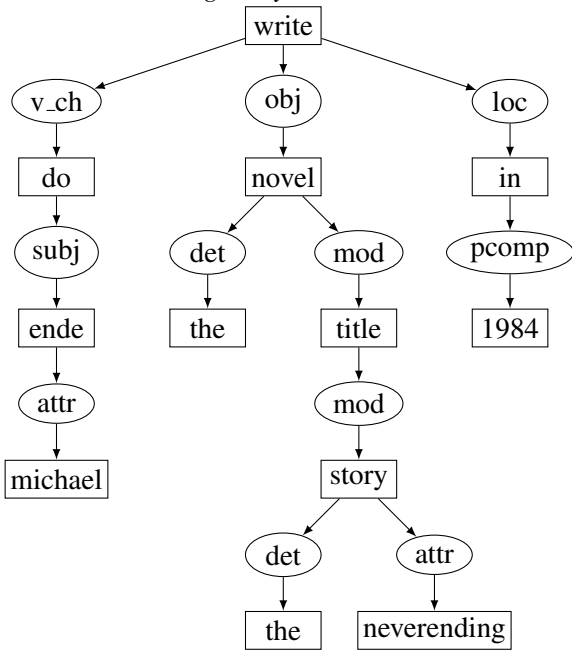 write
v_ch obj loc
do novel in
subj det mod pcomp
ende the title 1984
attr mod
michael story
det attr
the neverending